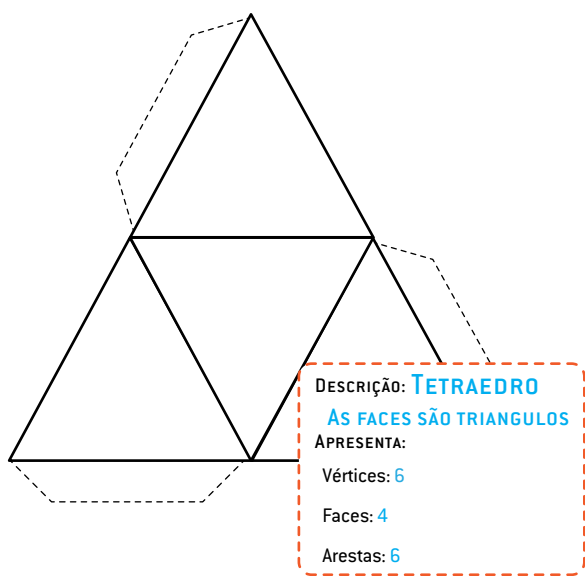 Descrição: Tetraedro
As faces são triangulos
Apresenta:
Vértices: 6
Faces: 4
Arestas: 6